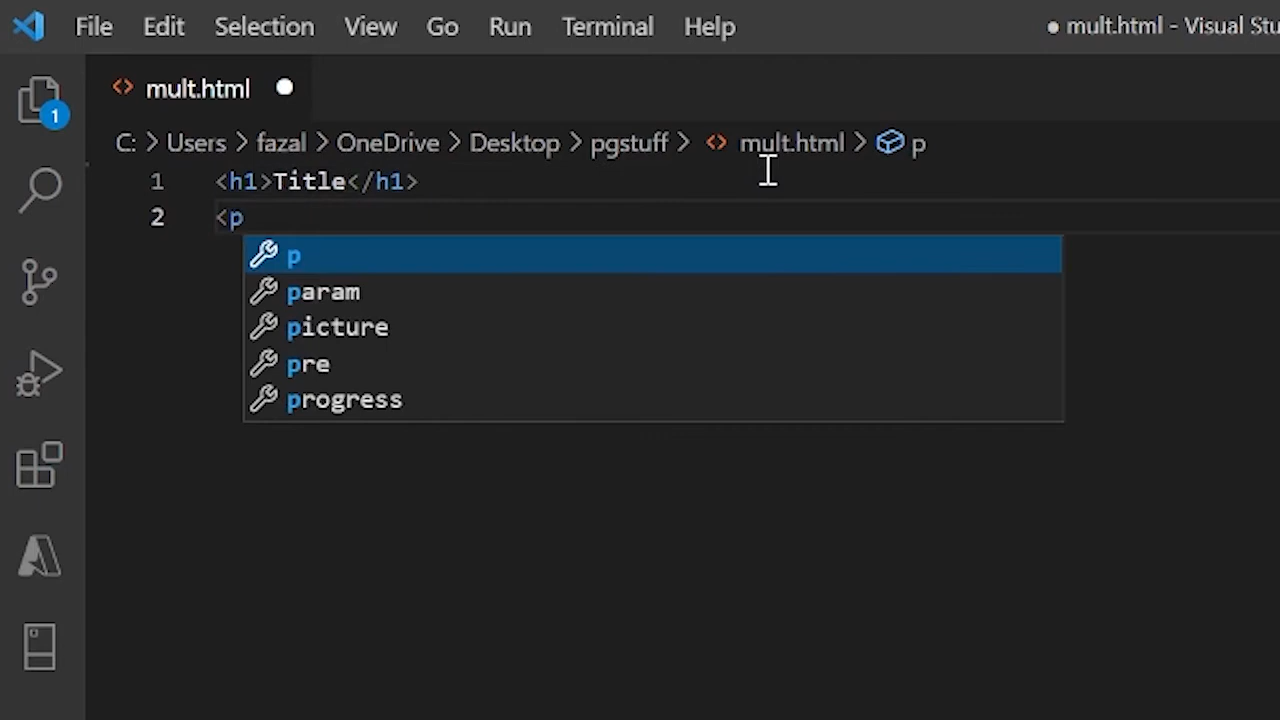 File Edit Selection View Go Run Terminal Help mult.html - Visual
mult.html
1
C: > Users > fazal > OneDrive > Desktop > pgstuff > mult.html > p
1 <h1>Title</h1>
2 <p
p
param
picture
pre
progress